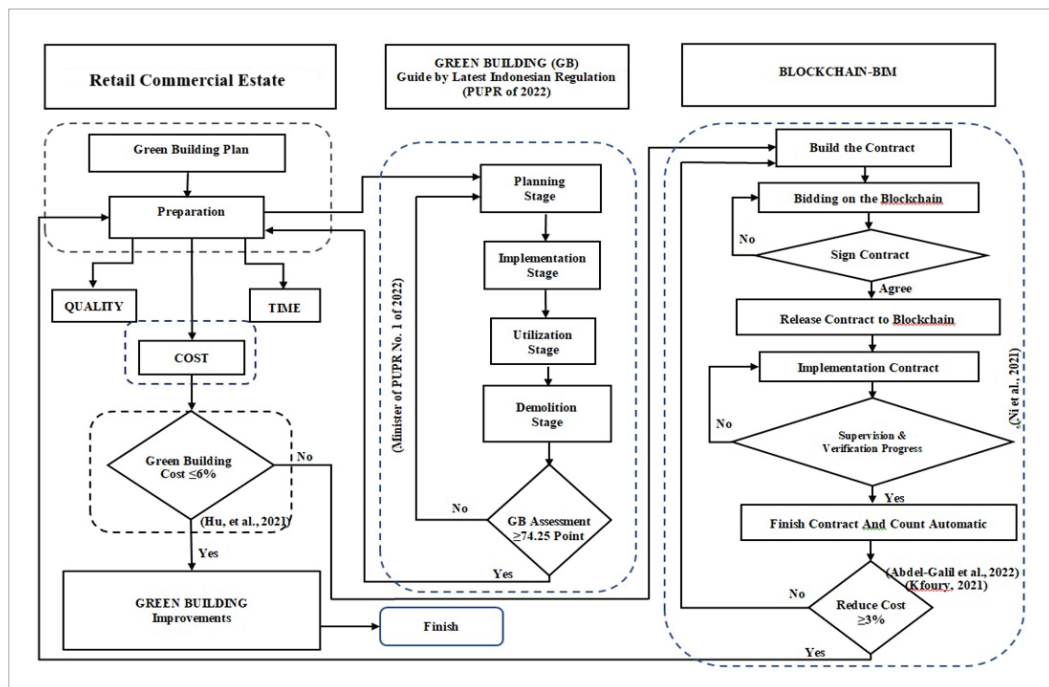 Retail Commercial Estate
Green Building Plan
Preparation
QUALITY
TIME
COST
Green Building
Cost ≤6%
No
(Hu, et al., 2021)
Yes
GREEN BUILDING
Improvements
Finish
GREEN BUILDING (GB)
Guide by Latest Indonesian Regulation
(PUPR of 2022)
Planning
Stage
Implementation
Stage
Utilization
Stage
Demolition
Stage
(Minister of PUPR No. 1 of 2022)
No
GB Assessment
≥74.25 Point
Yes
BLOCKCHAIN-BIM
Build the Contract
Bidding on the Blockchain
No
Sign Contract
Agree
Release Contract to Blockchain
Implementation Contract
(Ni et al., 2021)
No
Supervision &
Verification Progress
Yes
Finish Contract And Count Automatic
(Abdel-Galil et al., 2022)
(Kfoury, 2021)
No
Reduce Cost
≥3%
Yes